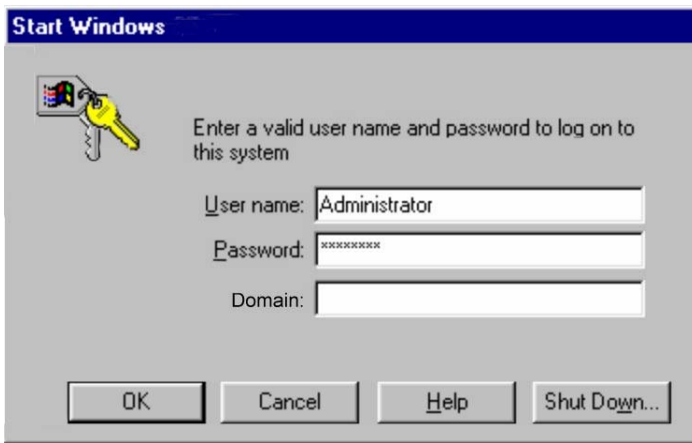 Start Windows
Enter a valid user name and password to log on to
this system
User name: Administrator
Password: ********
Domain:
OK Cancel Help Shut Down...